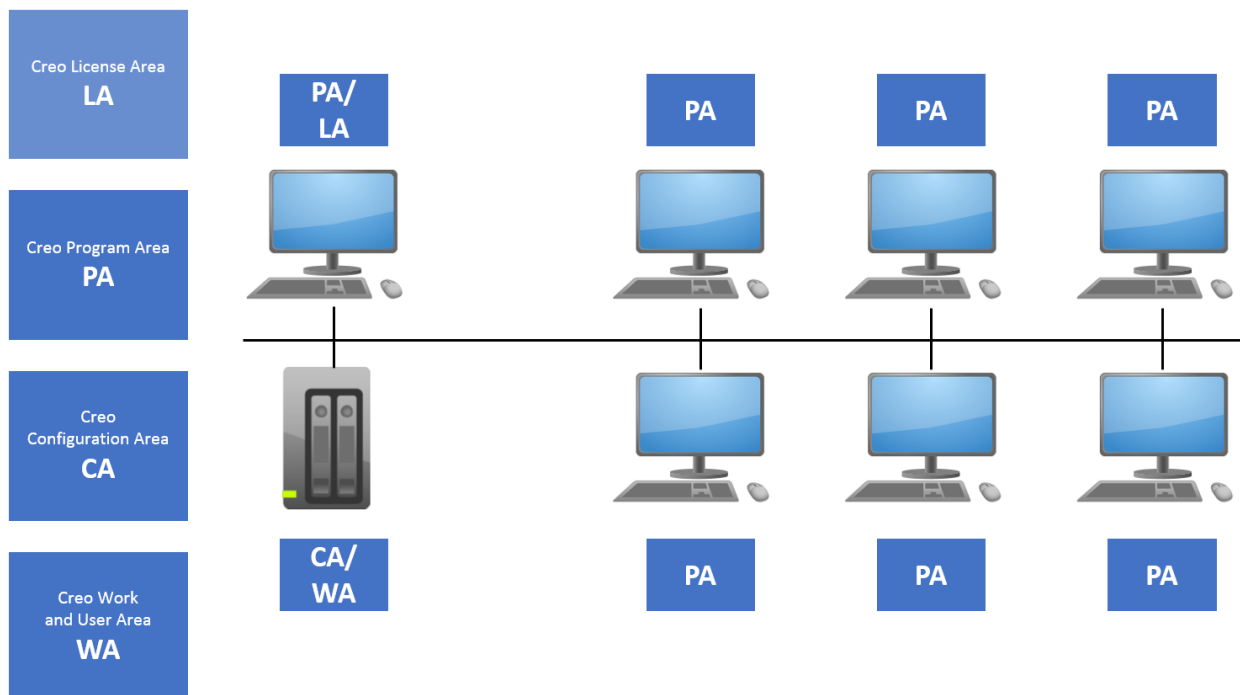 Creo License Area
LA
Creo Program Area
PA
Creo
Configuration Area
CA
Creo Work
and User Area
WA
PA/
LA
PA
PA
PA
CA/
WA
PA
PA
PA